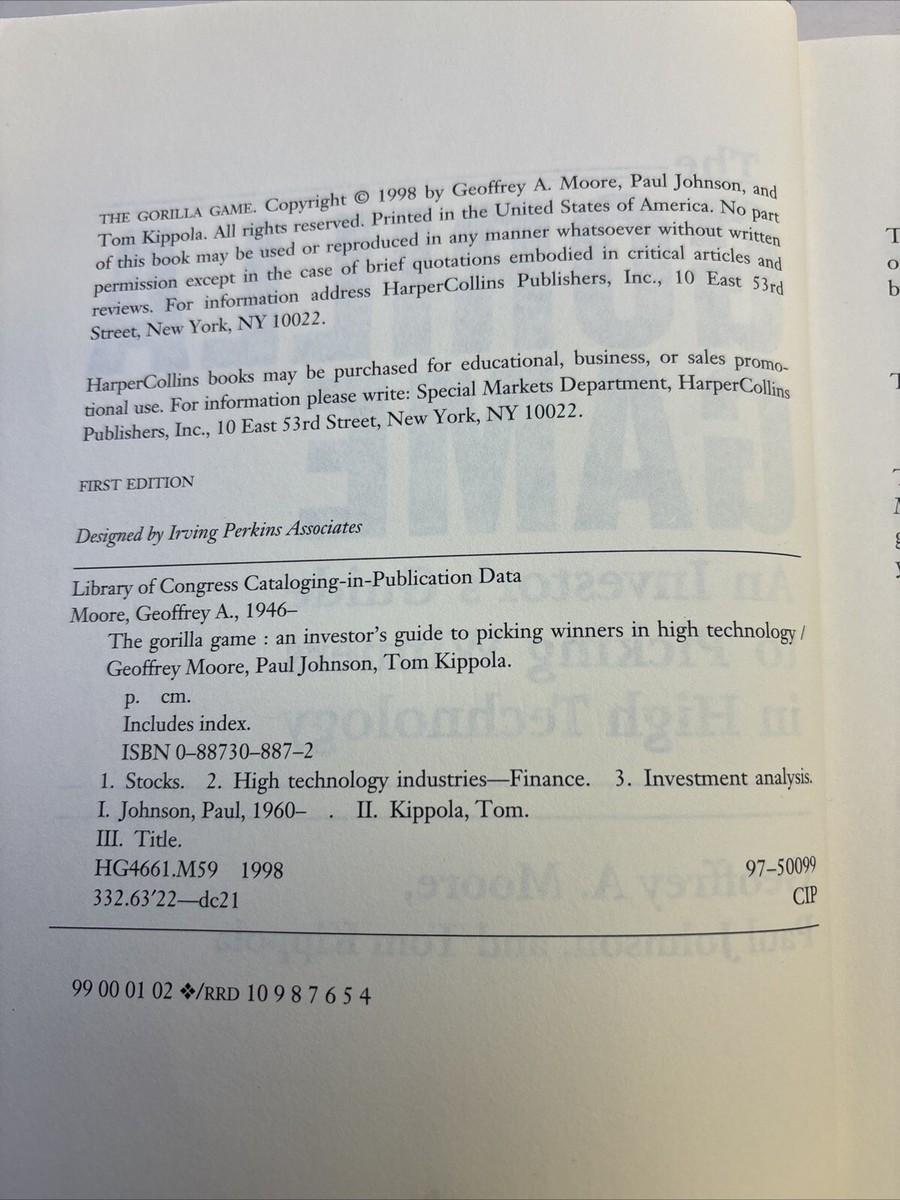 THE GORILLA GAME. Copyright © 1998 by Geoffrey A. Moore, Paul Johnson, and
Tom Kippola. All rights reserved. Printed in the United States of America. No part
of this book may be used or reproduced in any manner whatsoever without written
permission except in the case of brief quotations embodied in critical articles and
reviews. For information address HarperCollins Publishers, Inc., 10 East 53rd
Street, New York, NY 10022.
HarperCollins books may be purchased for educational, business, or sales promo-
tional use. For information please write: Special Markets Department, HarperCollins
Publishers, Inc., 10 East 53rd Street, New York, NY 10022.
FIRST EDITION
Designed by Irving Perkins Associates
Library of Congress Cataloging-in-Publication Data
Moore, Geoffrey A., 1946–
The gorilla game : an investor's guide to picking winners in high technology /
Geoffrey Moore, Paul Johnson, Tom Kippola.
p. cm.
Includes index.
ISBN 0–88730–887–2
1. Stocks. 2. High technology industries—Finance. 3. Investment analysis.
I. Johnson, Paul, 1960– . II. Kippola, Tom.
III. Title.
HG4661.M59 1998 97–50099
332.63′22—dc21 CIP
99 00 01 02 ❖/RRD 10 9 8 7 6 5 4